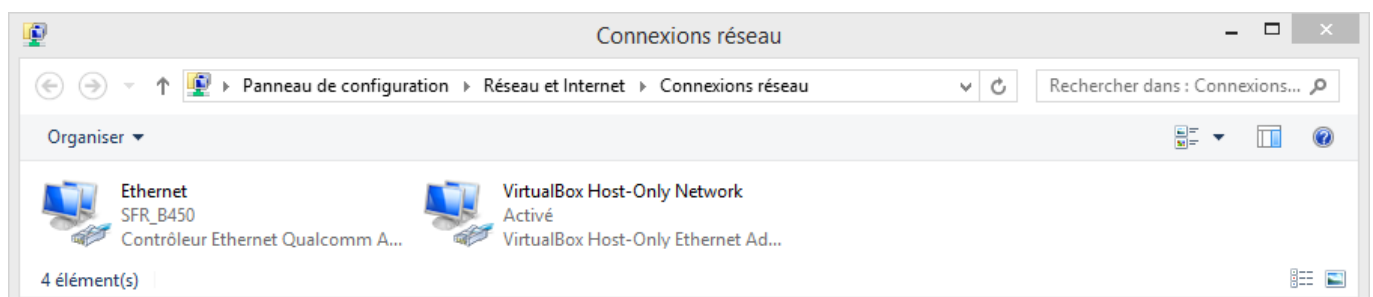 Connexions réseau
Panneau de configuration Réseau et Internet Connexions réseau
Rechercher dans : Connexions...
Organiser
Ethernet
SFR_B450
Contrôleur Ethernet Qualcomm A...
VirtualBox Host-Only Network
Activé
VirtualBox Host-Only Ethernet Ad...
4 élément(s)